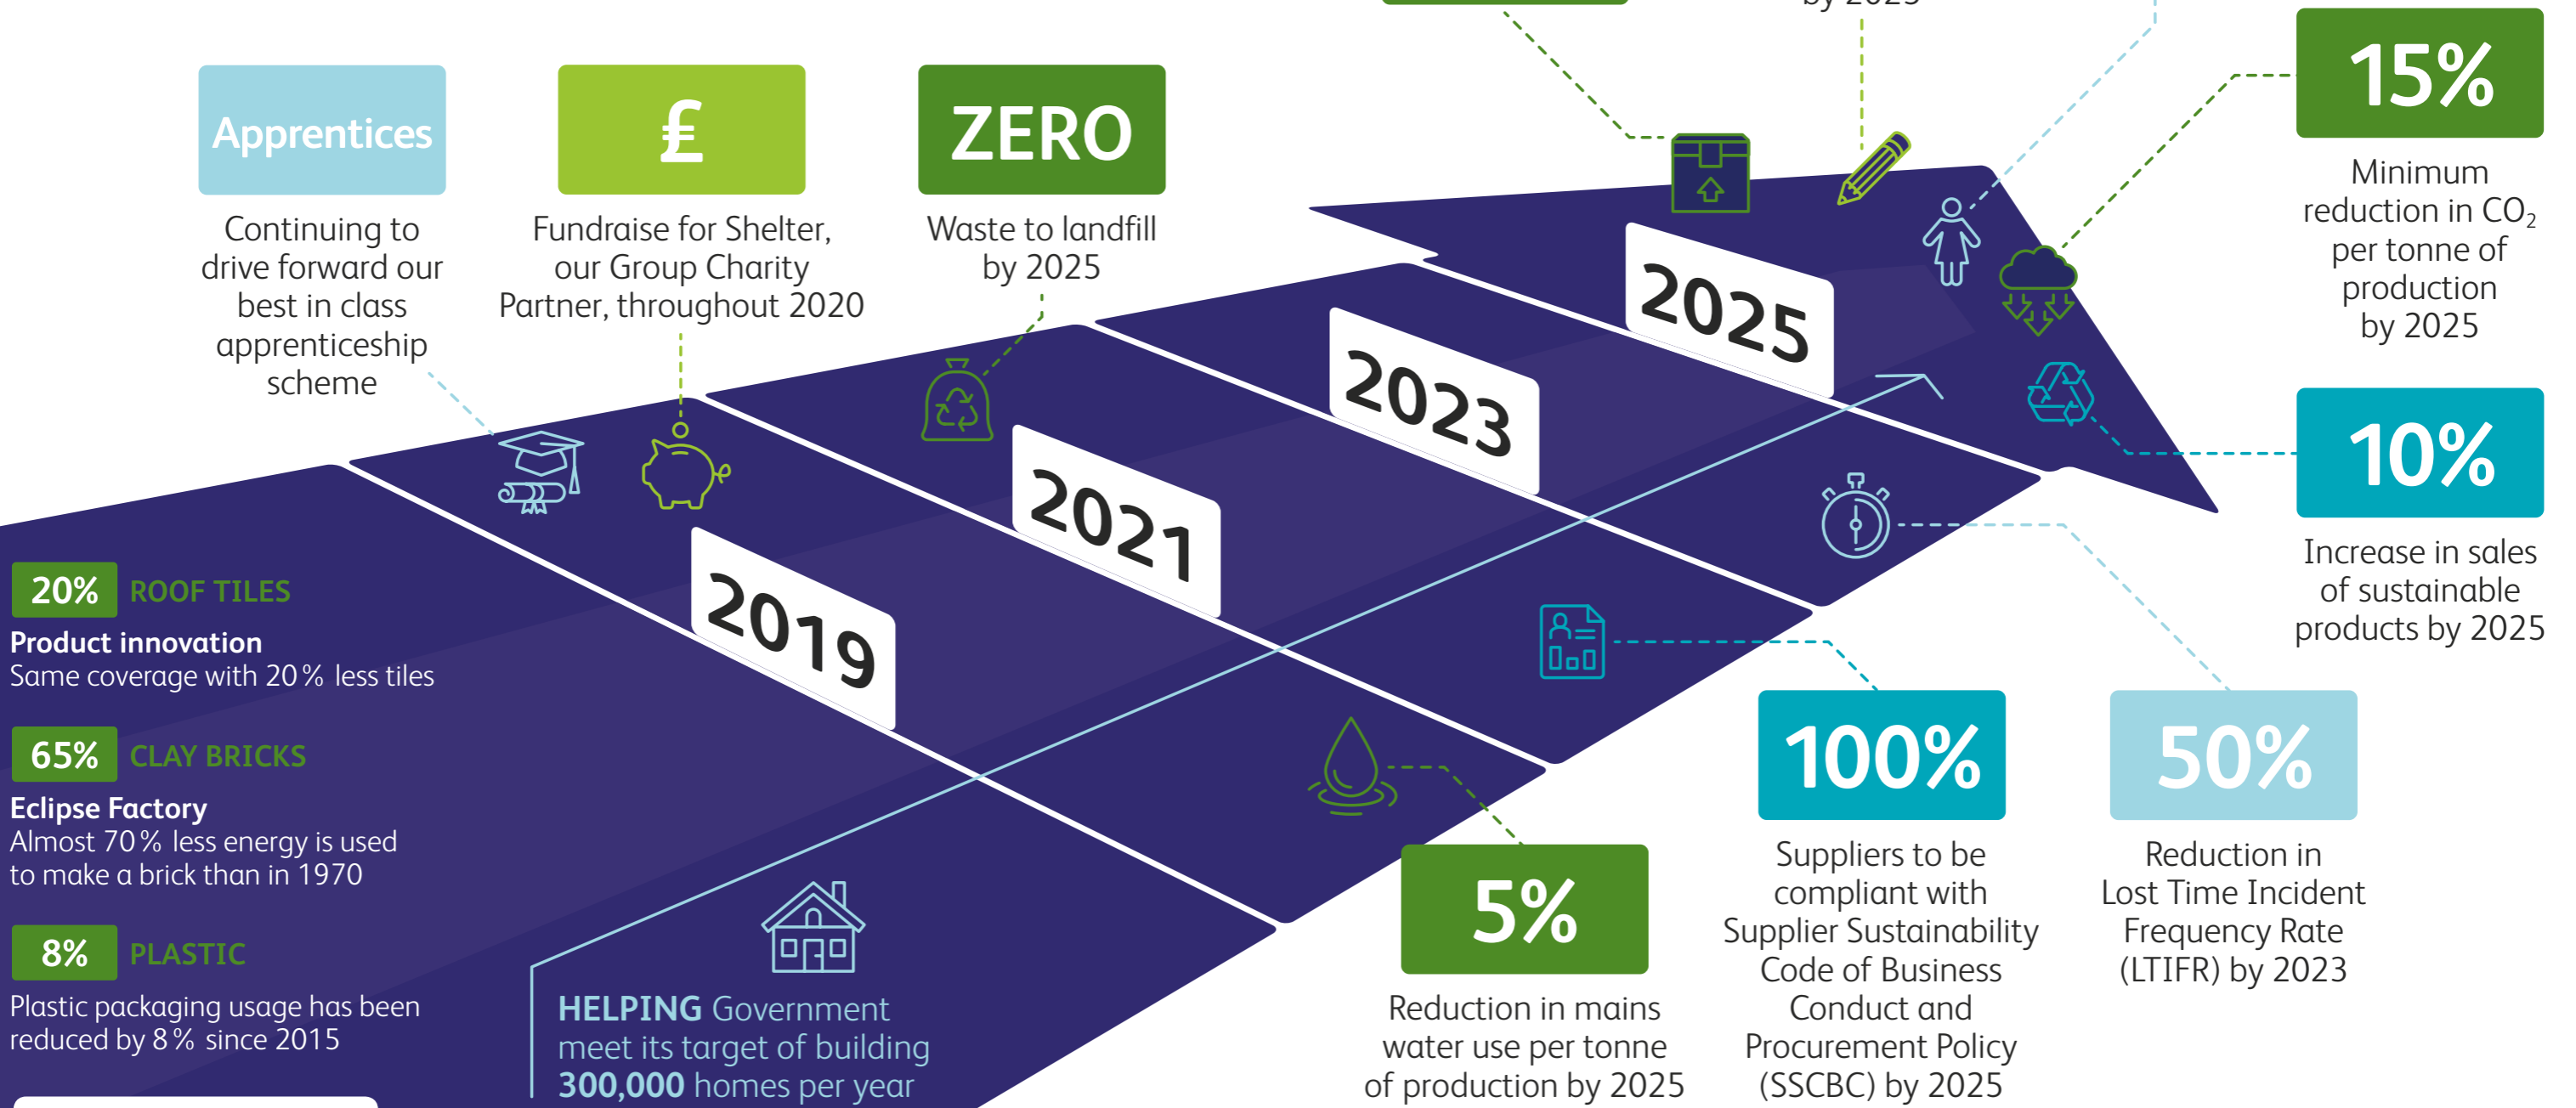 by 2025
15%
Minimum
reduction in CO₂
per tonne of
production
by 2025
Apprentices
Continuing to
drive forward our
best in class
apprenticeship
scheme
£
Fundraise for Shelter,
our Group Charity
Partner, throughout 2020
ZERO
Waste to landfill
by 2025
2025
2023
2021
2019
10%
Increase in sales
of sustainable
products by 2025
20% ROOF TILES
Product innovation
Same coverage with 20% less tiles
65% CLAY BRICKS
Eclipse Factory
Almost 70% less energy is used
to make a brick than in 1970
8% PLASTIC
Plastic packaging usage has been
reduced by 8% since 2015
HELPING Government
meet its target of building
300,000 homes per year
5%
Reduction in mains
water use per tonne
of production by 2025
100%
Suppliers to be
compliant with
Supplier Sustainability
Code of Business
Conduct and
Procurement Policy
(SSCBC) by 2025
50%
Reduction in
Lost Time Incident
Frequency Rate
(LTIFR) by 2023